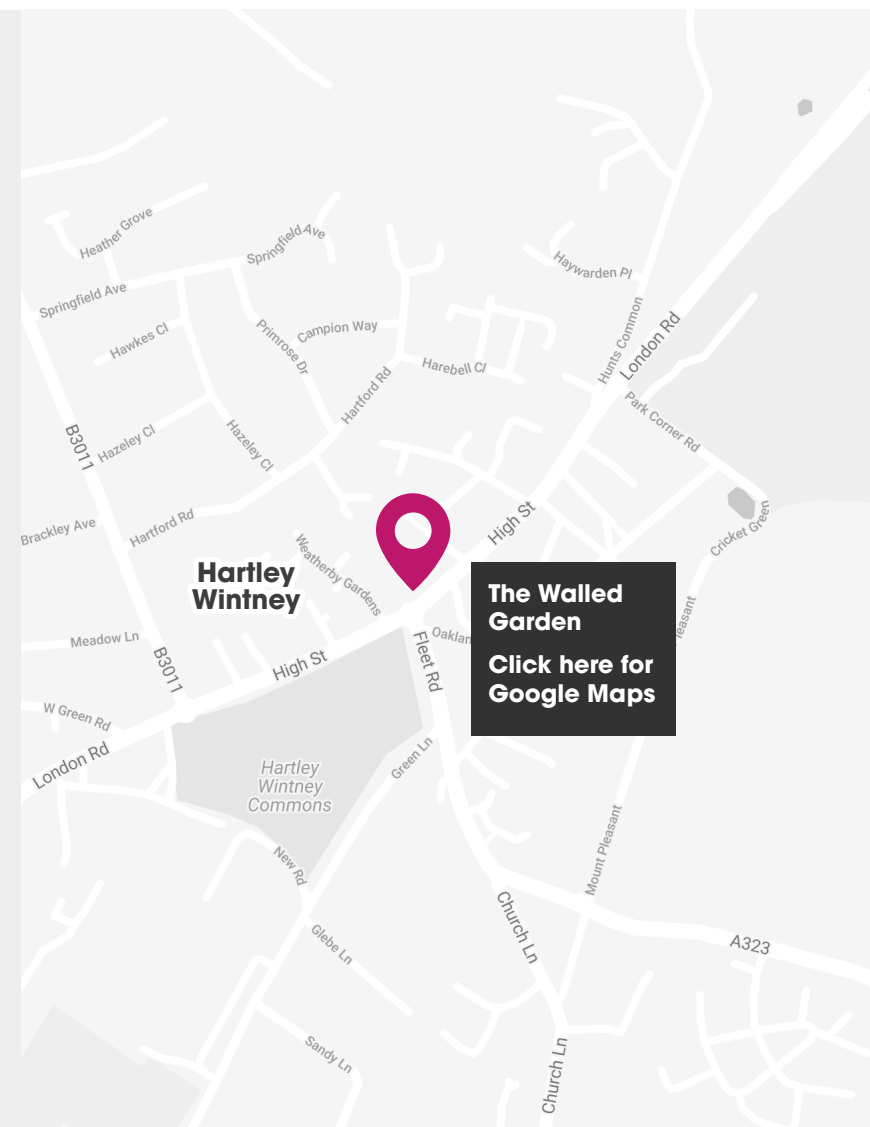 Heather Grove
Springfield Ave
Springfield Ave
Haywarden Pl
Hunts Common
London Rd
Hawkes Cl
Primrose Dr
Campion Way
Hartford Rd
Harebell Cl
Park Corner Rd
B3011
Hazeley Cl
Hazeley Cl
High St
Cricket Green
Brackley Ave
Hartford Rd
Weatherby Gardens
Hartley
Wintney
The Walled
Garden
Click here for
Google Maps
Meadow Ln
B3011
High St
Fleet Rd
Oaklan
leasant
W Green Rd
London Rd
Green Ln
Hartley
Wintney
Commons
New Rd
Mount Pleasant
Church Ln
Glebe Ln
A323
Sandy Ln
Church Ln